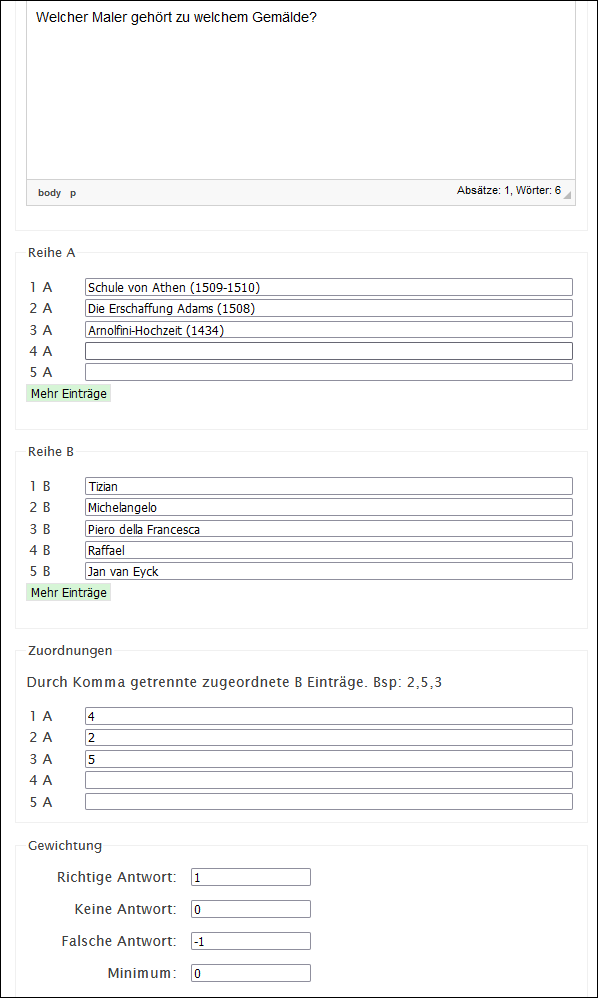 Welcher Maler gehört zu welchem Gemälde?
body p
Absätze: 1, Wörter: 6
Reihe A
1 A Schule von Athen (1509-1510)
2 A Die Erschaffung Adams (1508)
3 A Arnolfini-Hochzeit (1434)
4 A
5 A
Mehr Einträge
Reihe B
1 B Tizian
2 B Michelangelo
3 B Piero della Francesca
4 B Raffael
5 B Jan van Eyck
Mehr Einträge
Zuordnungen
Durch Komma getrennte zugeordnete B Einträge. Bsp: 2,5,3
1 A 4
2 A 2
3 A 5
4 A
5 A
Gewichtung
Richtige Antwort: 1
Keine Antwort: 0
Falsche Antwort: -1
Minimum: 0